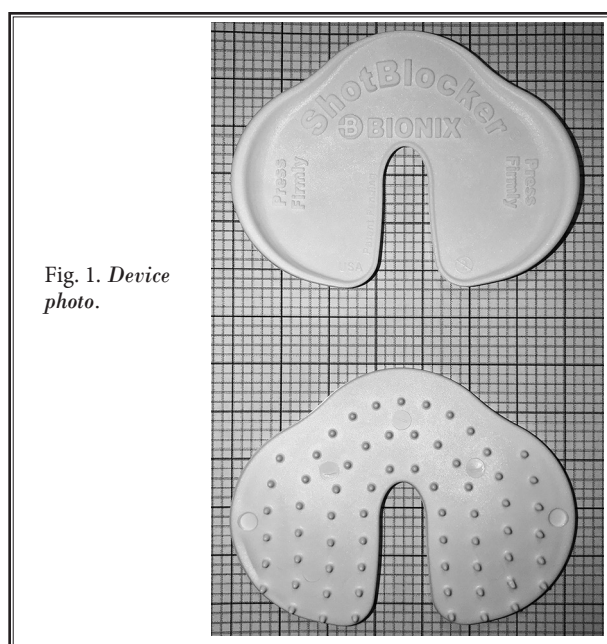 Fig. 1. Device
photo.
ShotBlocker
BIONIX
Press
Firmly
Press
Firmly
USA